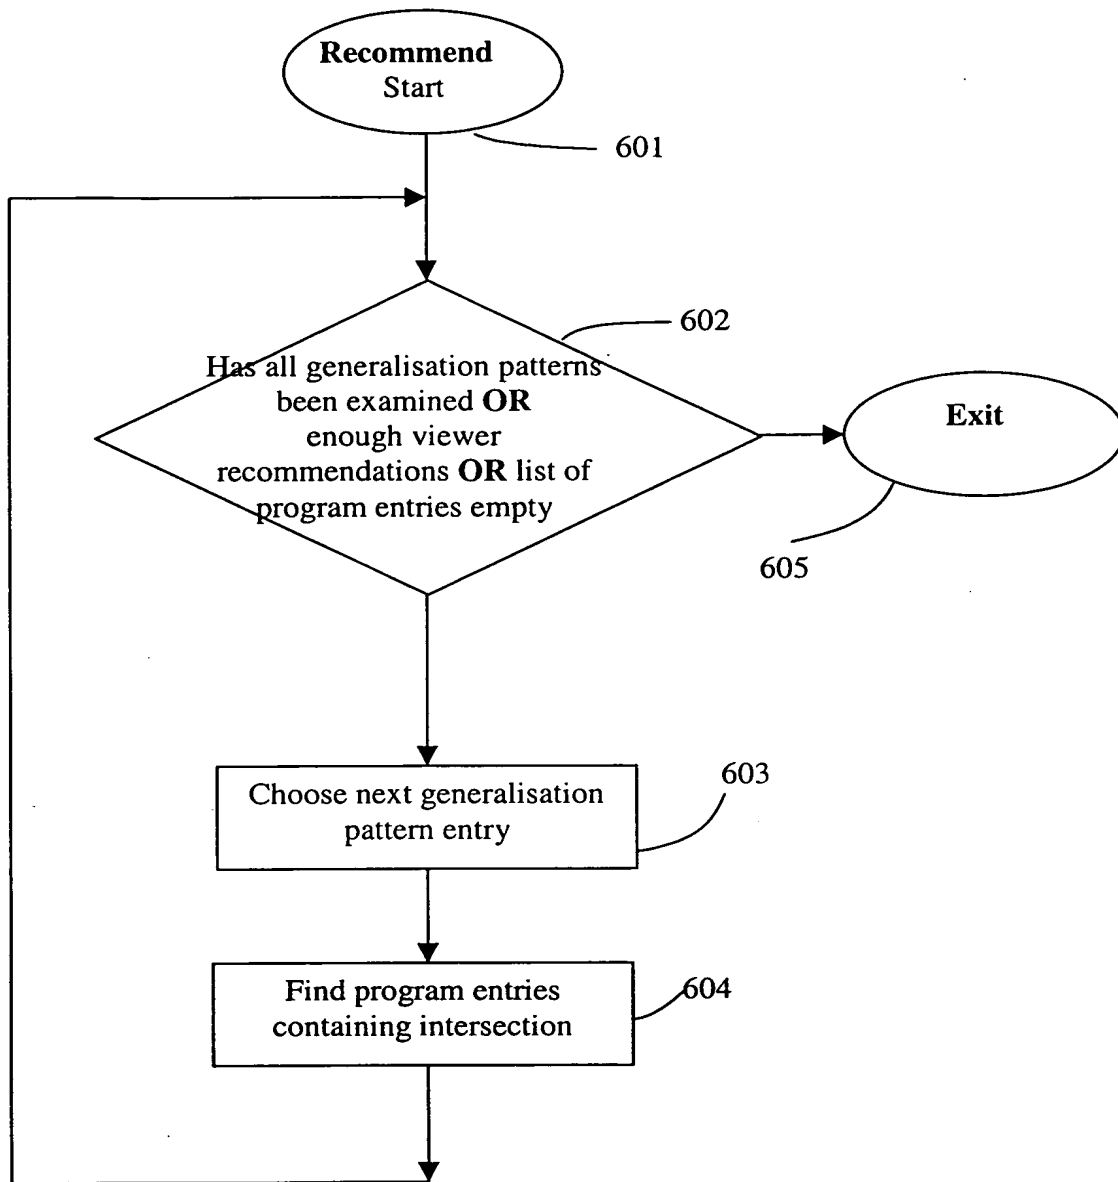 Recommend
Start
601
602
Has all generalisation patterns
been examined OR
enough viewer
recommendations OR list of
program entries empty
Exit
605
603
Choose next generalisation
pattern entry
Find program entries
containing intersection
604